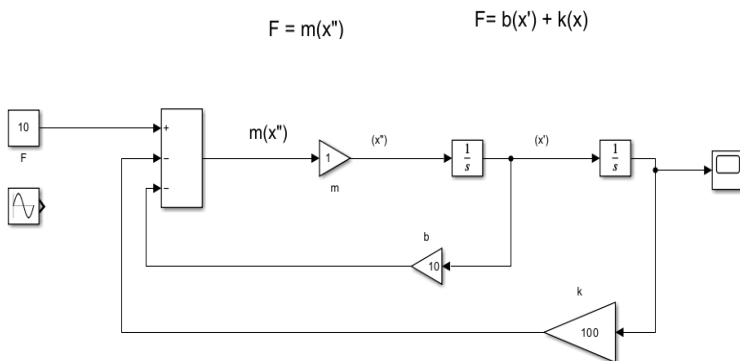 F = m(x")
F= b(x') + k(x)
10
F
+
−
−
m(x")
1
m
(x")
1
s
(x')
1
s
b
10
k
100